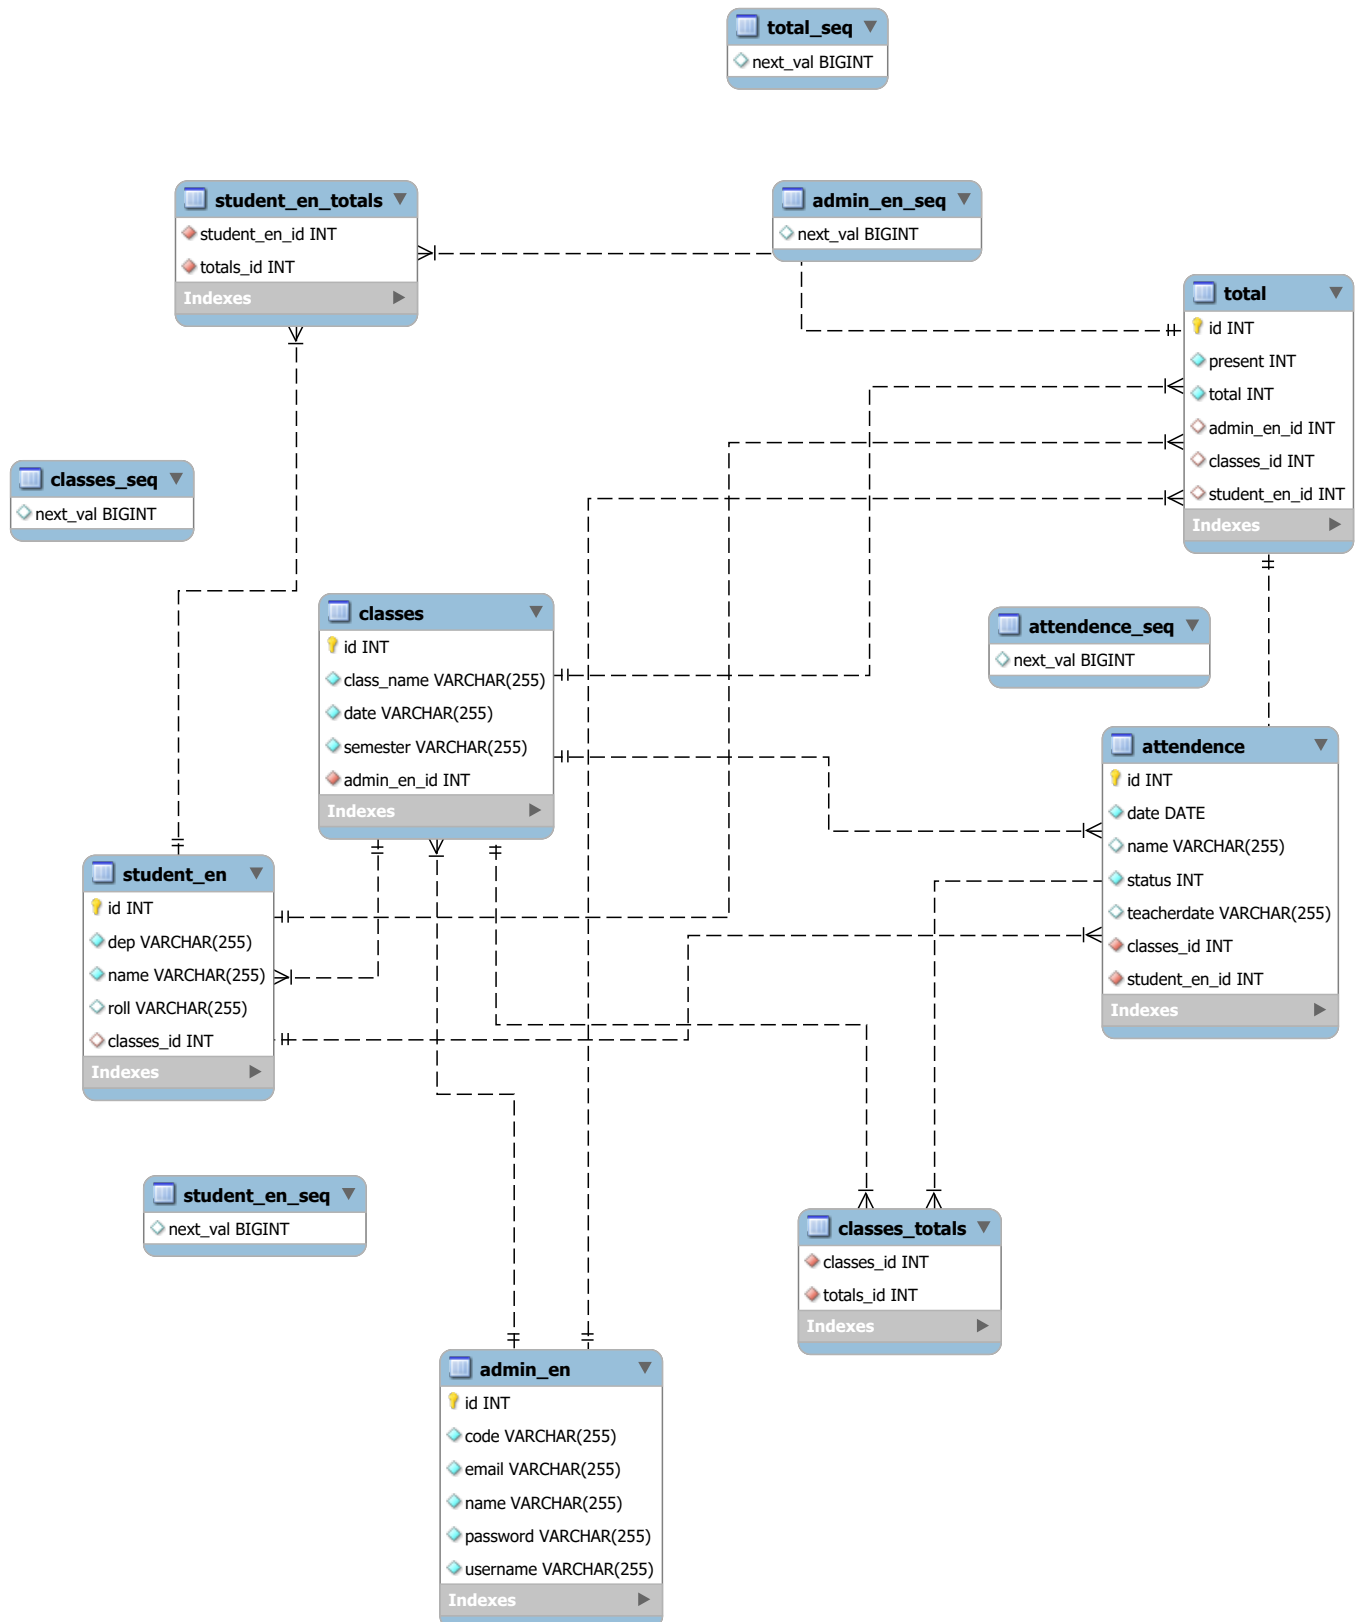 total_seq
next_val BIGINT
student_en_totals
student_en_id INT
totals_id INT
Indexes
admin_en_seq
next_val BIGINT
total
id INT
present INT
total INT
admin_en_id INT
classes_id INT
student_en_id INT
Indexes
classes_seq
next_val BIGINT
classes
id INT
class_name VARCHAR(255)
date VARCHAR(255)
semester VARCHAR(255)
admin_en_id INT
Indexes
attendence_seq
next_val BIGINT
attendence
id INT
date DATE
name VARCHAR(255)
status INT
teacherdate VARCHAR(255)
classes_id INT
student_en_id INT
Indexes
student_en
id INT
dep VARCHAR(255)
name VARCHAR(255)
roll VARCHAR(255)
classes_id INT
Indexes
student_en_seq
next_val BIGINT
classes_totals
classes_id INT
totals_id INT
Indexes
admin_en
id INT
code VARCHAR(255)
email VARCHAR(255)
name VARCHAR(255)
password VARCHAR(255)
username VARCHAR(255)
Indexes